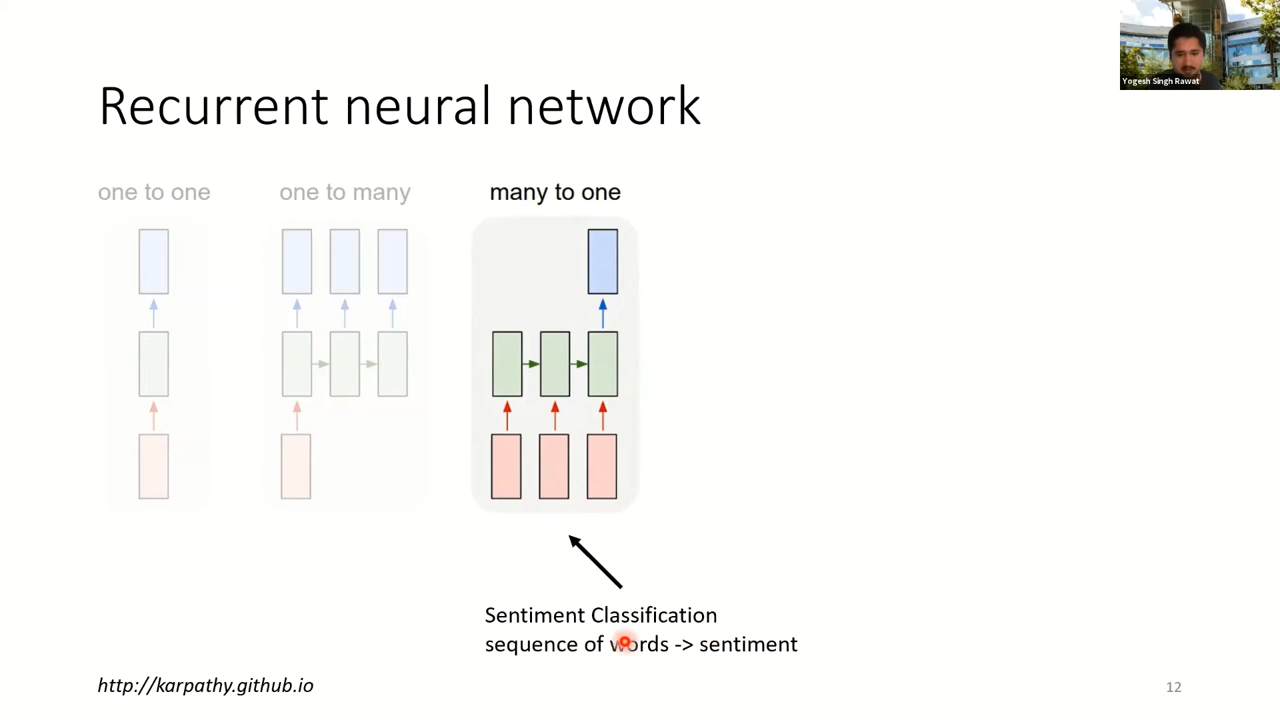 Yogesh Singh Rawat
Recurrent neural network
one to one
one to many
many to one
Sentiment Classification
sequence of words -> sentiment
http://karpathy.github.io
12